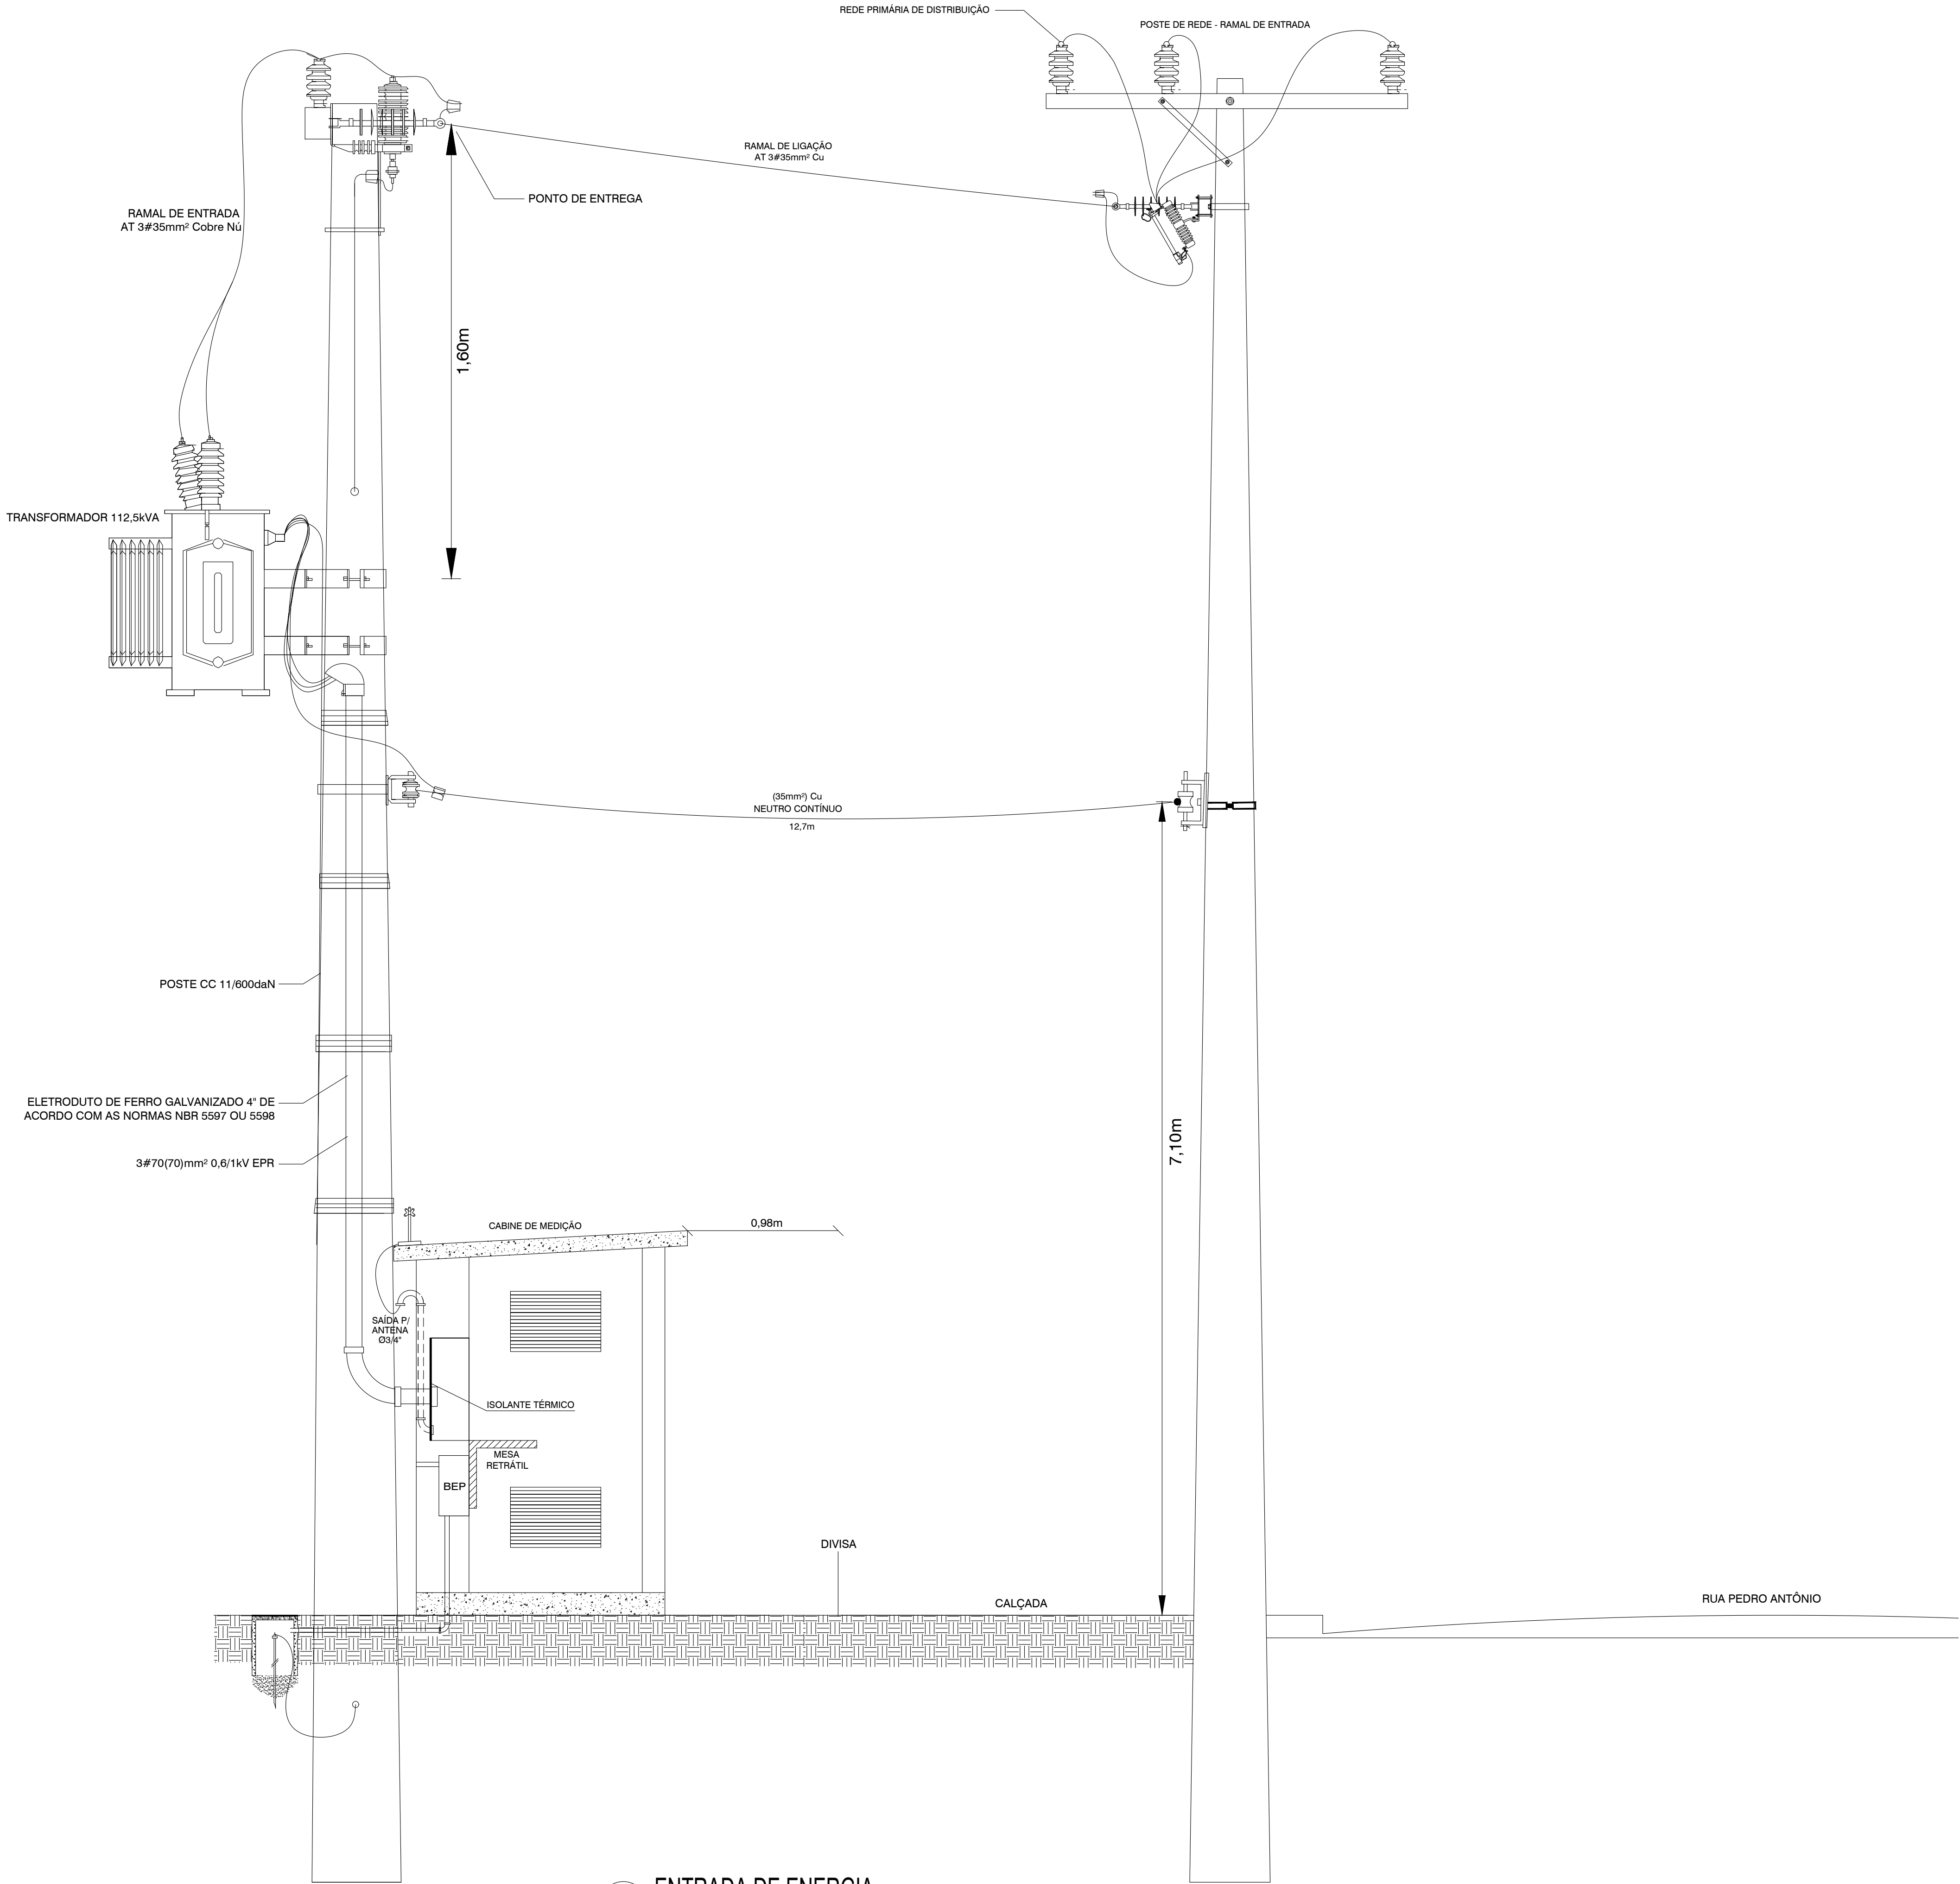 REDE PRIMÁRIA DE DISTRIBUIÇÃO
POSTE DE REDE - RAMAL DE ENTRADA
RAMAL DE LIGAÇÃO
AT 3#35mm² Cu
PONTO DE ENTREGA
RAMAL DE ENTRADA
AT 3#35mm² Cobre Nú
1,60m
TRANSFORMADOR 112,5kVA
(35mm²) Cu
NEUTRO CONTÍNUO
12,7m
POSTE CC 11/600daN
ELETRODUTO DE FERRO GALVANIZADO 4" DE
ACORDO COM AS NORMAS NBR 5597 OU 5598
3#70(70)mm² 0,6/1kV EPR
7,10m
CABINE DE MEDIÇÃO
0,98m
SAÍDA P/
ANTENA
Ø3/4"
ISOLANTE TÉRMICO
MESA
RETRÁTIL
BEP
DIVISA
CALÇADA
RUA PEDRO ANTÔNIO
ENTRADA DE ENERGIA